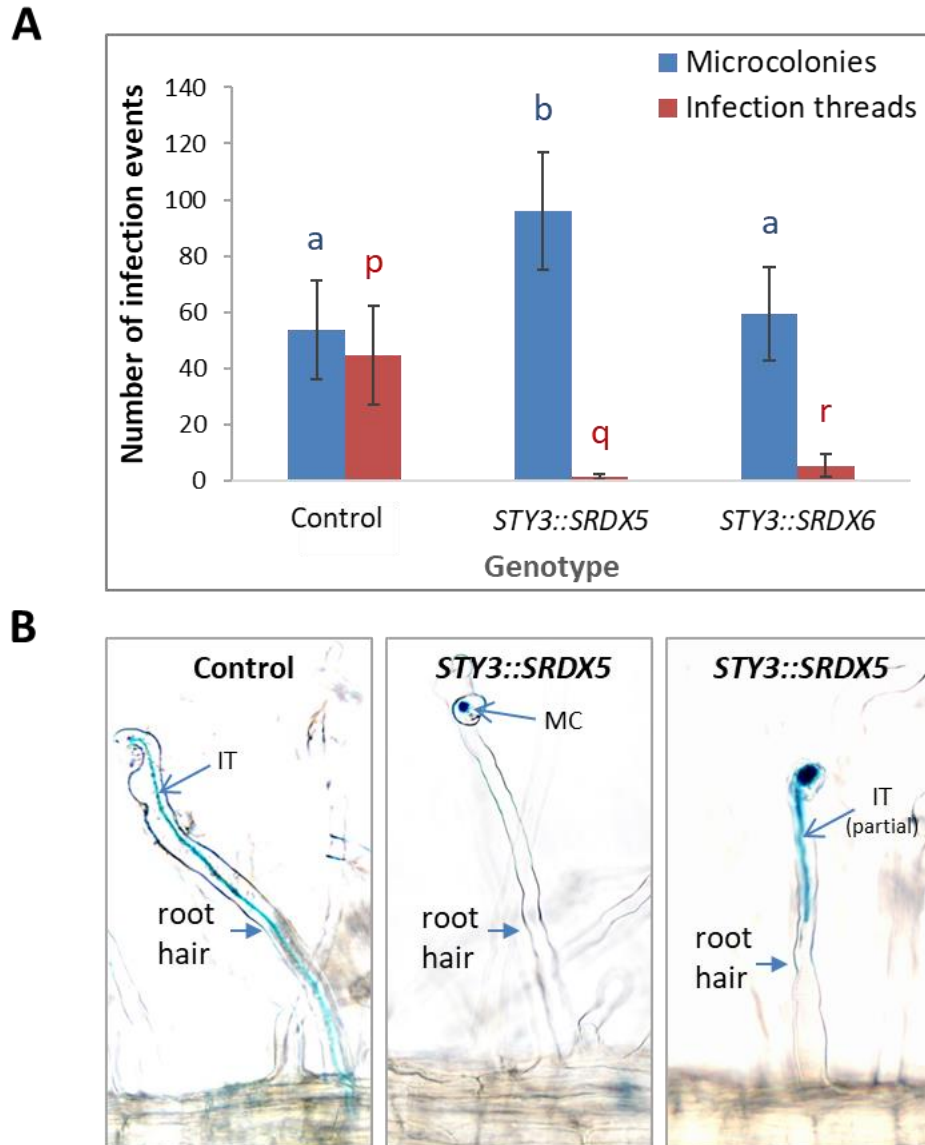 A
Microcolonies
Infection threads
Number of infection events
140
120
100
80
60
40
20
0
a
p
b
q
a
r
Control
STY3::SRDX5
STY3::SRDX6
Genotype
B
Control
IT
root
hair
STY3::SRDX5
MC
root
hair
STY3::SRDX5
IT
(partial)
root
hair